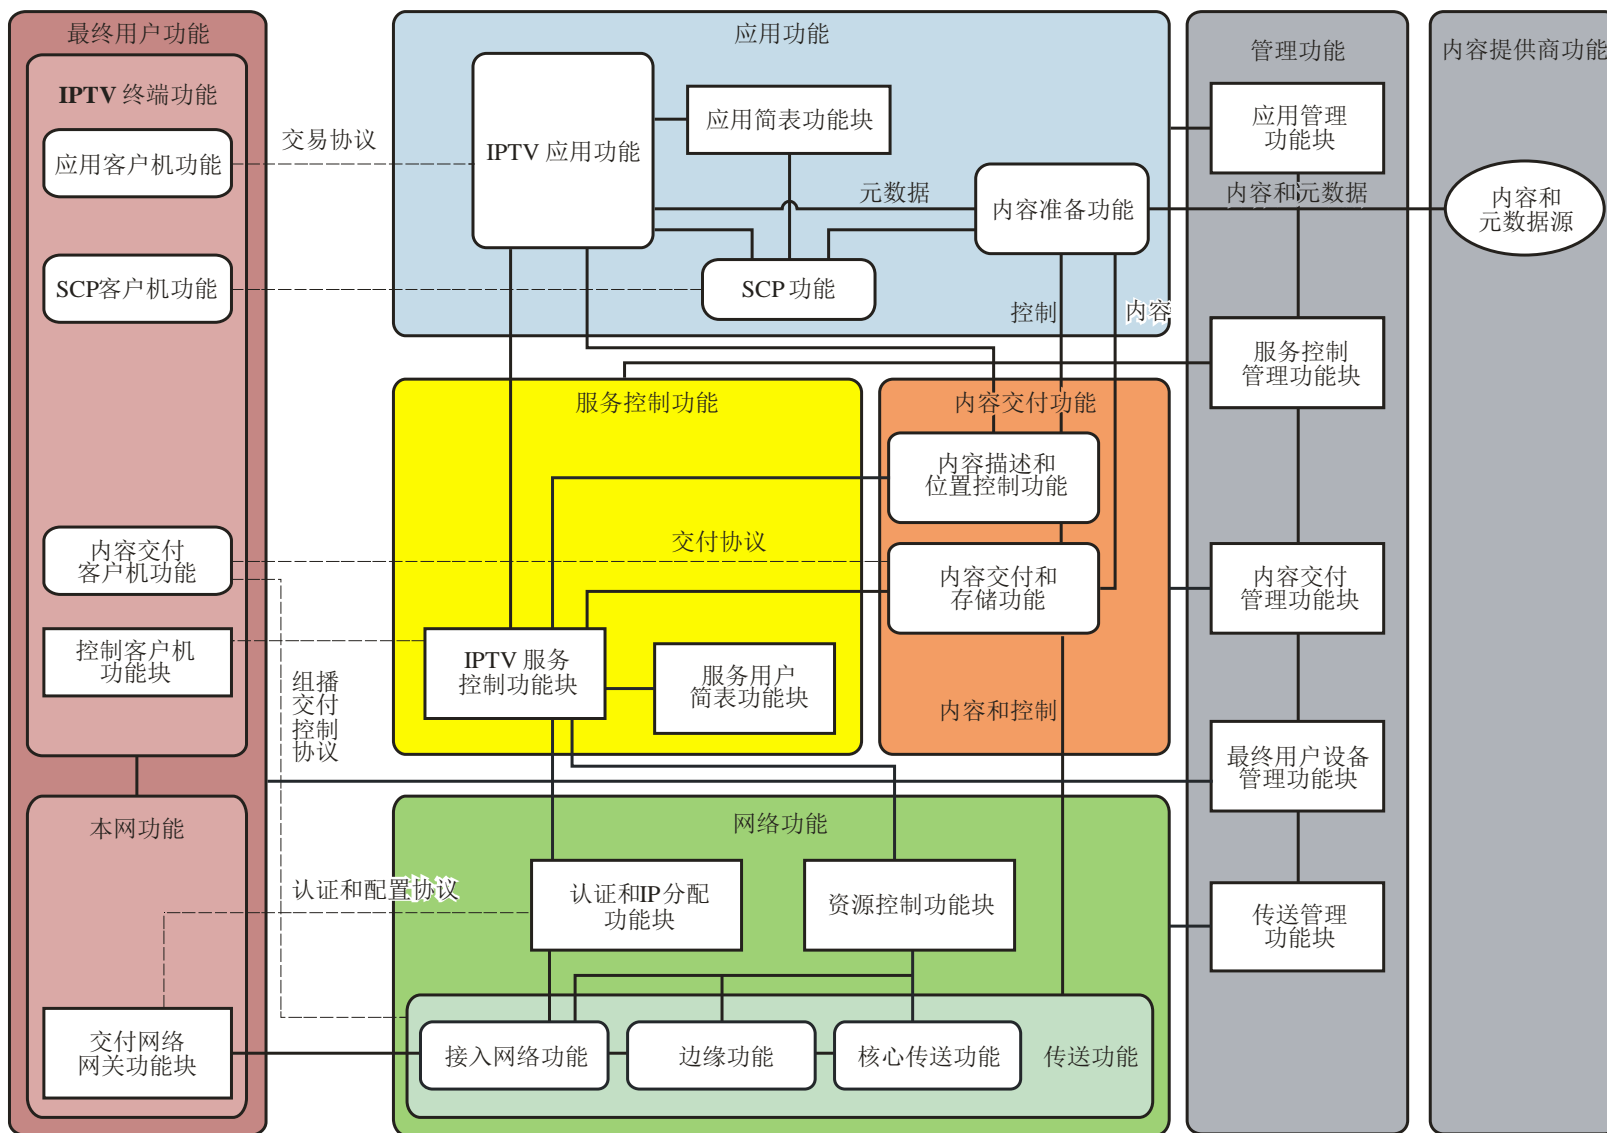 最终用户功能
IPTV 终端功能
应用客户机功能
SCP客户机功能
内容交付
客户机功能
控制客户机
功能块
本网功能
交付网络
网关功能块
交易协议
组播
交付
控制
协议
认证和配置协议
应用功能
IPTV 应用功能
应用简表功能块
元数据
内容准备功能
SCP 功能
控制
内容
服务控制功能
交付协议
IPTV 服务
控制功能块
服务用户
简表功能块
内容交付功能
内容描述和
位置控制功能
内容交付和
存储功能
内容和控制
网络功能
认证和IP分配
功能块
资源控制功能块
接入网络功能
边缘功能
核心传送功能
传送功能
管理功能
应用管理
功能块
内容和元数据
服务控制
管理功能块
内容交付
管理功能块
最终用户设备
管理功能块
传送管理
功能块
内容提供商功能
内容和
元数据源